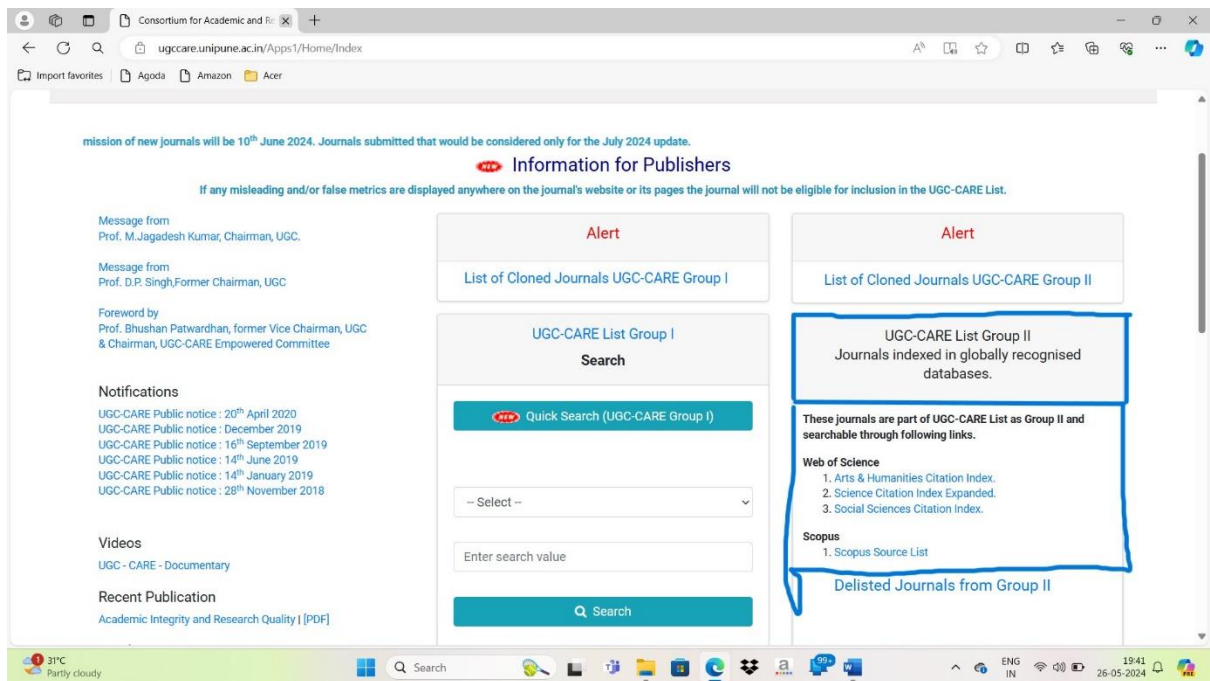 Consortium for Academic and Re
ugccare.unipune.ac.in/Apps1/Home/Index
Import favorites
Agoda
Amazon
Acer
mission of new journals will be 10th June 2024. Journals submitted that would be considered only for the July 2024 update.
NEW Information for Publishers
If any misleading and/or false metrics are displayed anywhere on the journal's website or its pages the journal will not be eligible for inclusion in the UGC-CARE List.
Message from
Prof. M.Jagadesh Kumar, Chairman, UGC.
Message from
Prof. D.P. Singh,Former Chairman, UGC
Foreword by
Prof. Bhushan Patwardhan, former Vice Chairman, UGC
& Chairman, UGC-CARE Empowered Committee
Notifications
UGC-CARE Public notice : 20th April 2020
UGC-CARE Public notice : December 2019
UGC-CARE Public notice : 16th September 2019
UGC-CARE Public notice : 14th June 2019
UGC-CARE Public notice : 14th January 2019
UGC-CARE Public notice : 28th November 2018
Videos
UGC - CARE - Documentary
Recent Publication
Academic Integrity and Research Quality | [PDF]
Alert
List of Cloned Journals UGC-CARE Group I
UGC-CARE List Group I
Search
NEW Quick Search (UGC-CARE Group I)
-- Select --
Enter search value
Search
Alert
List of Cloned Journals UGC-CARE Group II
UGC-CARE List Group II
Journals indexed in globally recognised
databases.
These journals are part of UGC-CARE List as Group II and
searchable through following links.
Web of Science
1. Arts & Humanities Citation Index.
2. Science Citation Index Expanded.
3. Social Sciences Citation Index.
Scopus
1. Scopus Source List
Delisted Journals from Group II
1
31°C
Partly cloudy
Search
99+
ENG
IN
19:41
26-05-2024
PRE